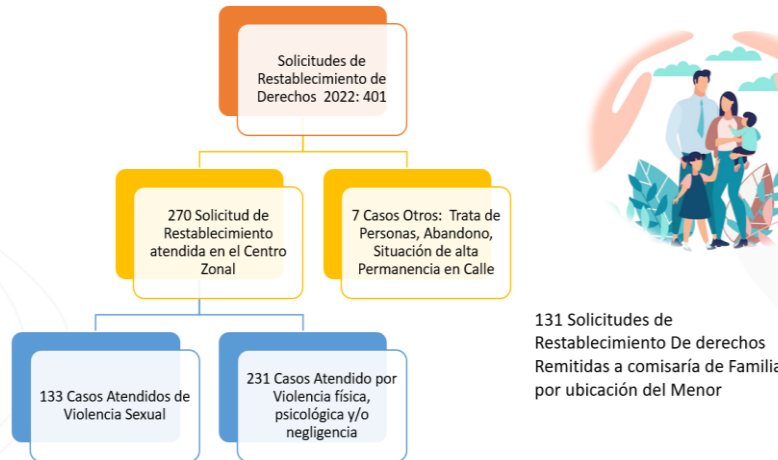 Solicitudes de
Restablecimiento de
Derechos 2022: 401
270 Solicitud de
Restablecimiento
atendida en el Centro
Zonal
7 Casos Otros: Trata de
Personas, Abandono,
Situación de alta
Permanencia en Calle
133 Casos Atendidos de
Violencia Sexual
231 Casos Atendido por
Violencia física,
psicológica y/o
negligencia
131 Solicitudes de
Restablecimiento De derechos
Remitidas a comisaría de Familia
por ubicación del Menor